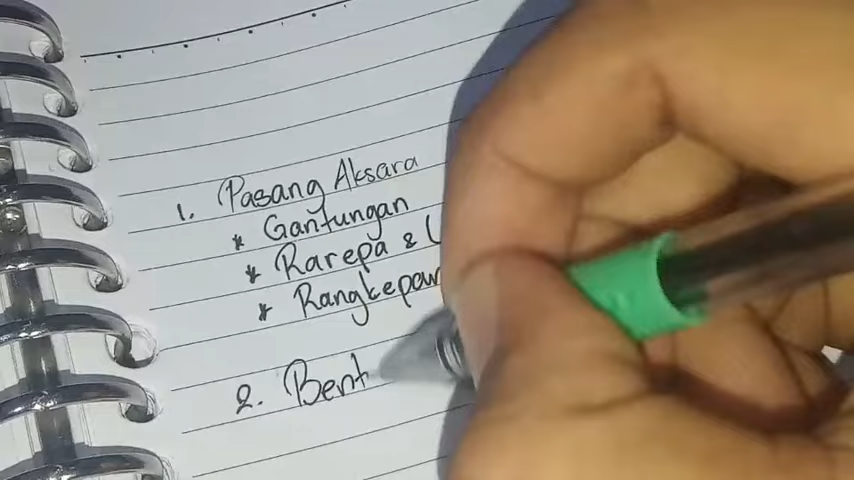 1. Pasang Aksara
* Gantungan
* Rarepa &
* Rangkepan
2. Bent